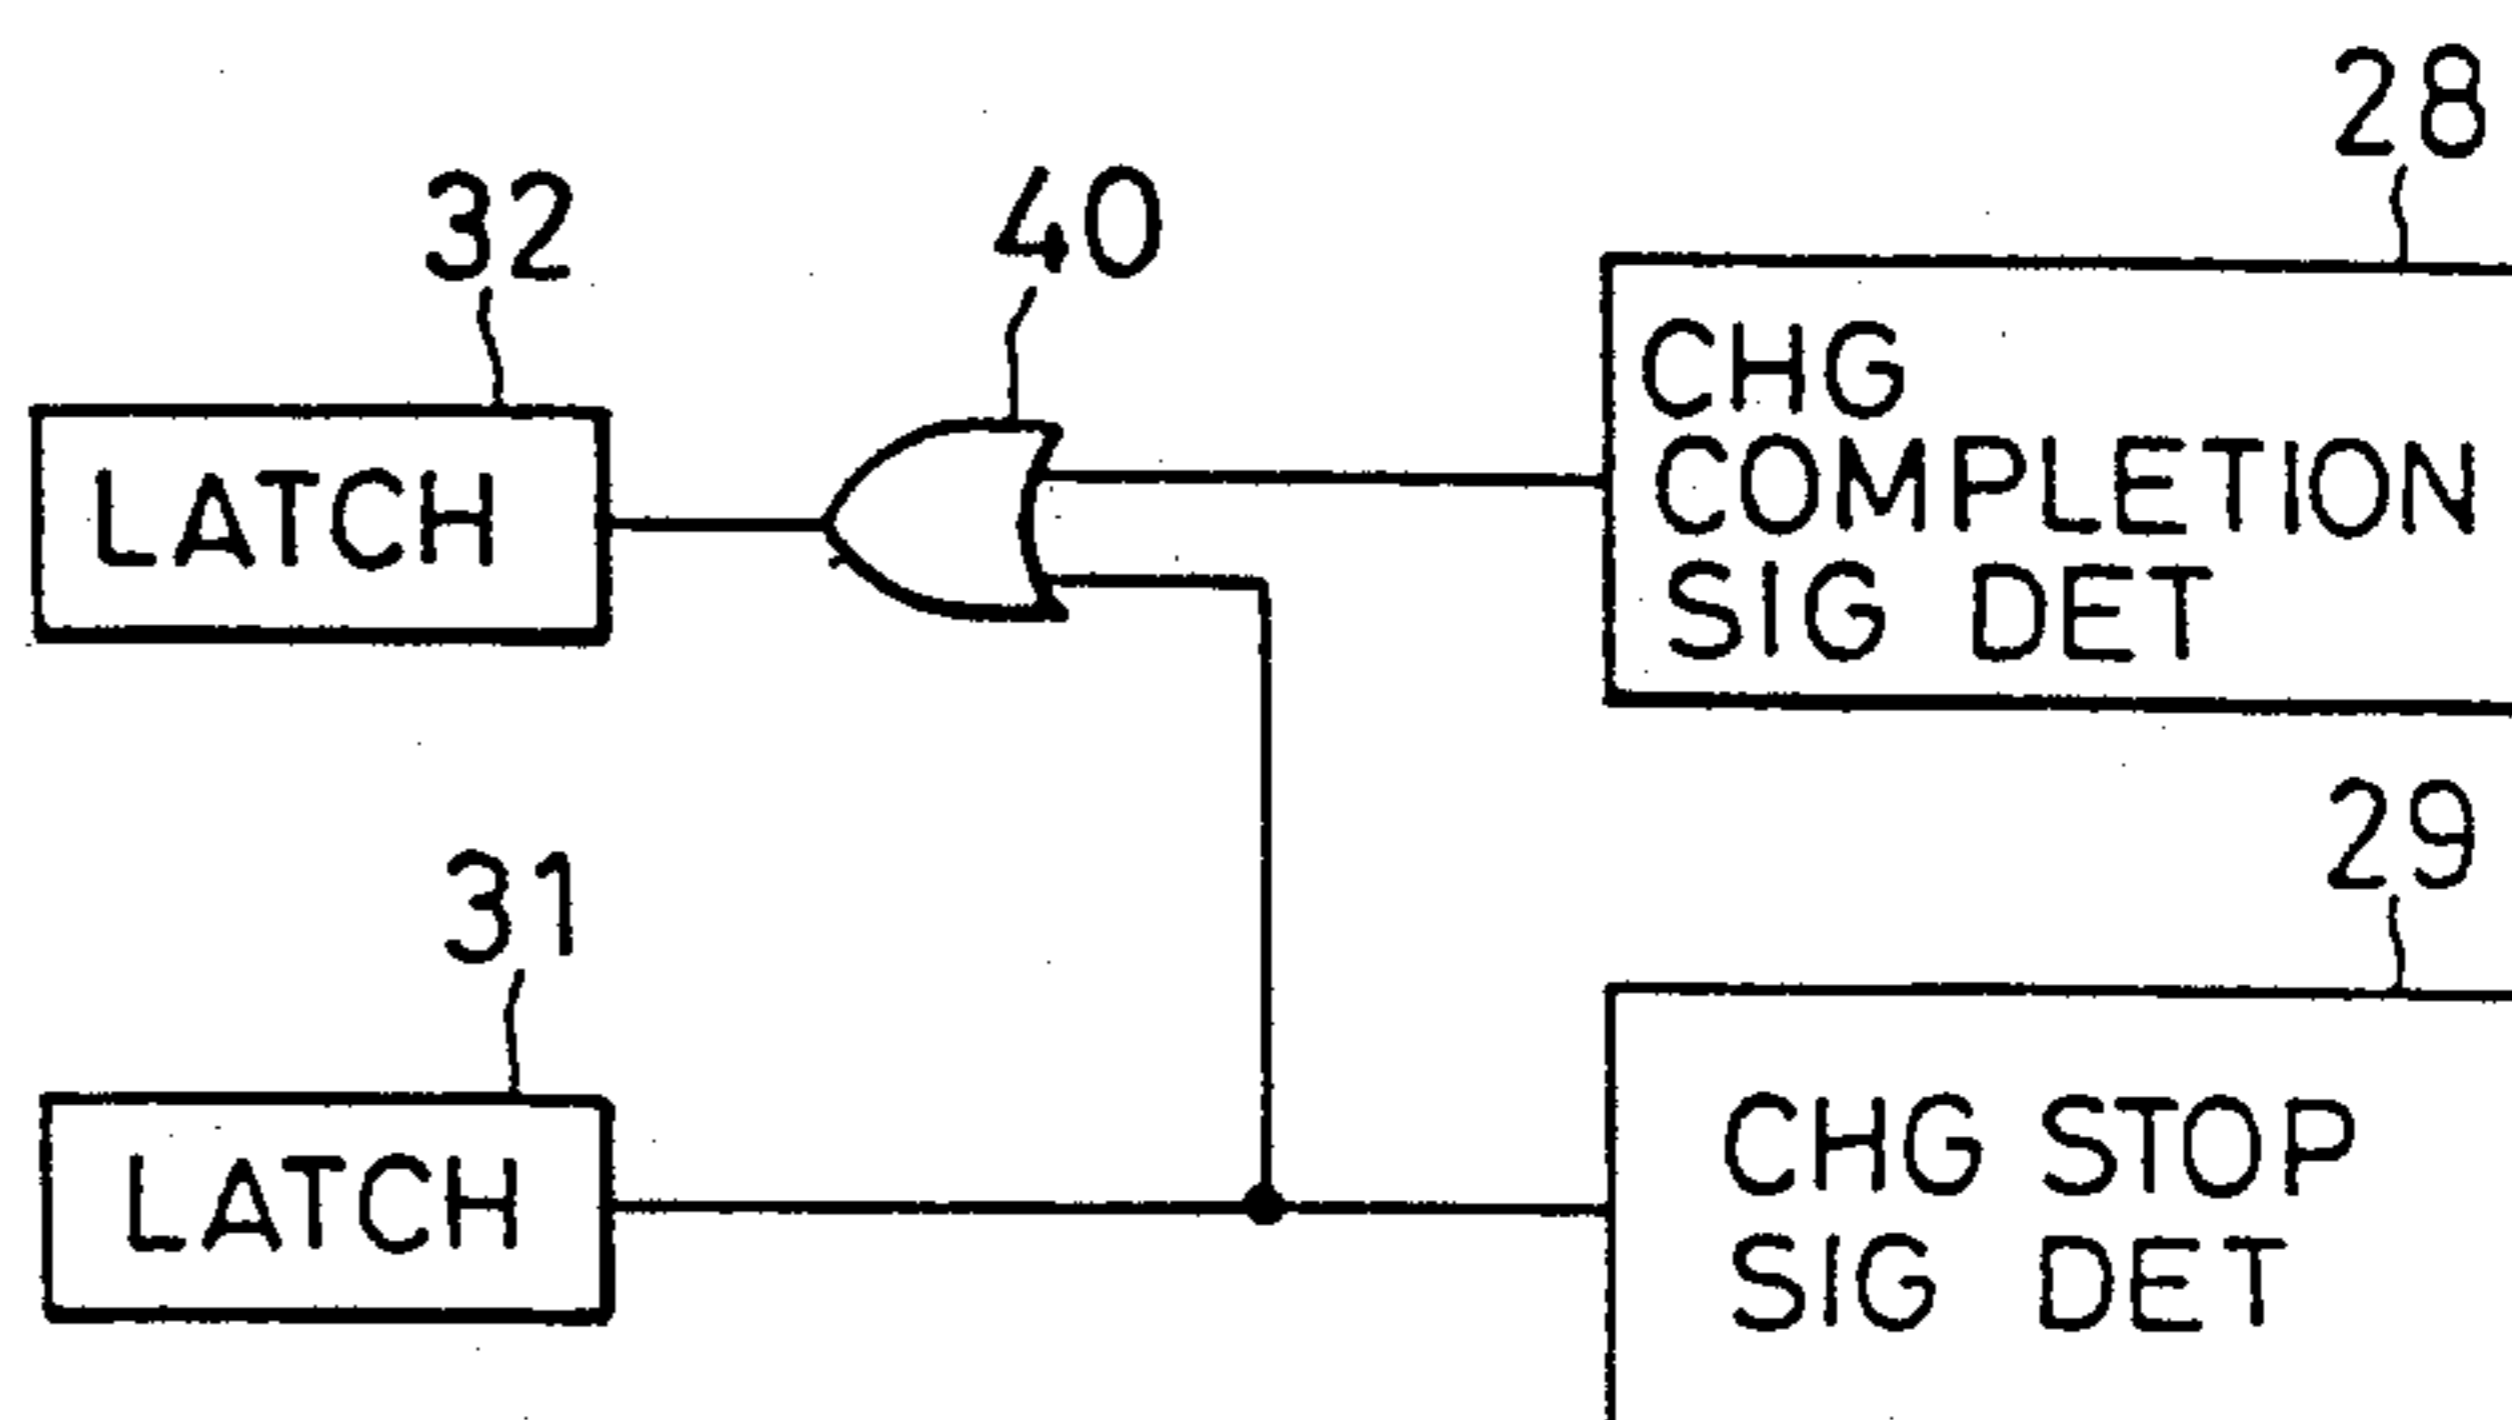 28
32
40
CHG
COMPLETION
SIG DET
LATCH
29
31
CHG STOP
SIG DET
LATCH